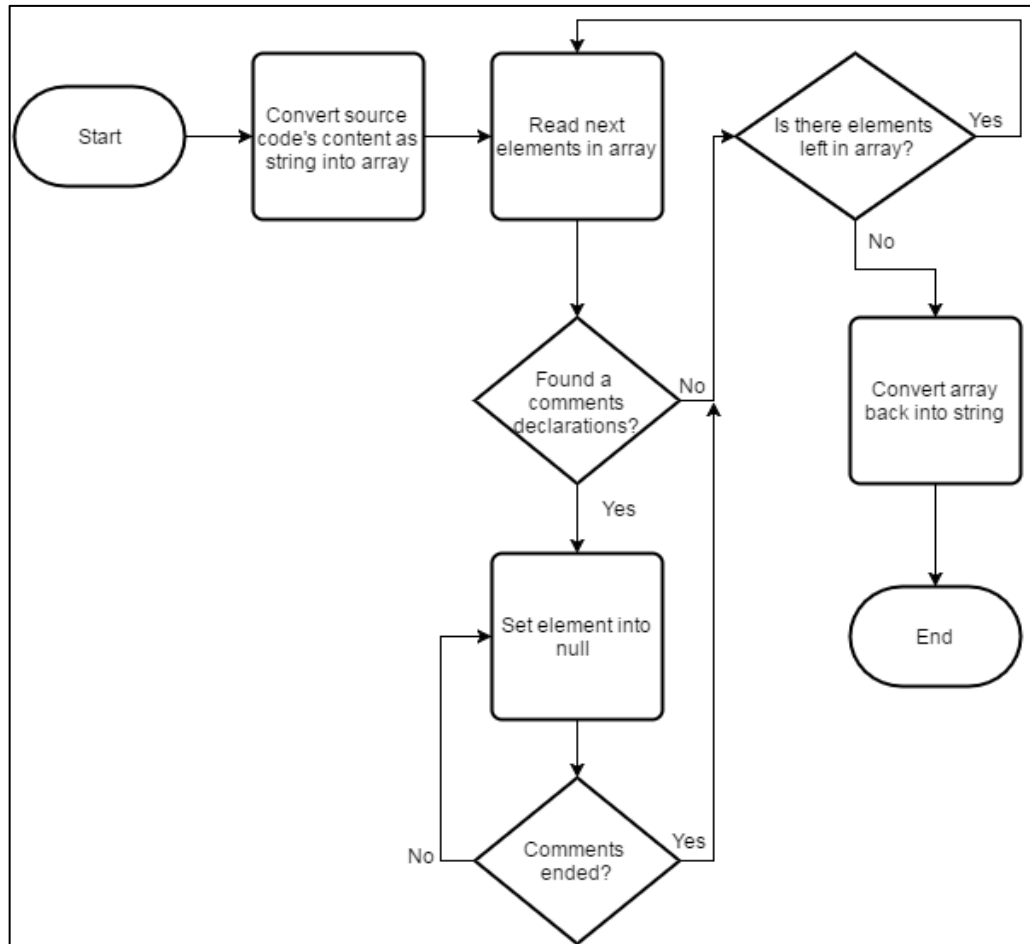 Start
Convert source
code's content as
string into array
Read next
elements in array
Is there elements
left in array?
Yes
No
Found a
comments
declarations?
No
Yes
Convert array
back into string
Set element into
null
End
Comments
ended?
No
Yes